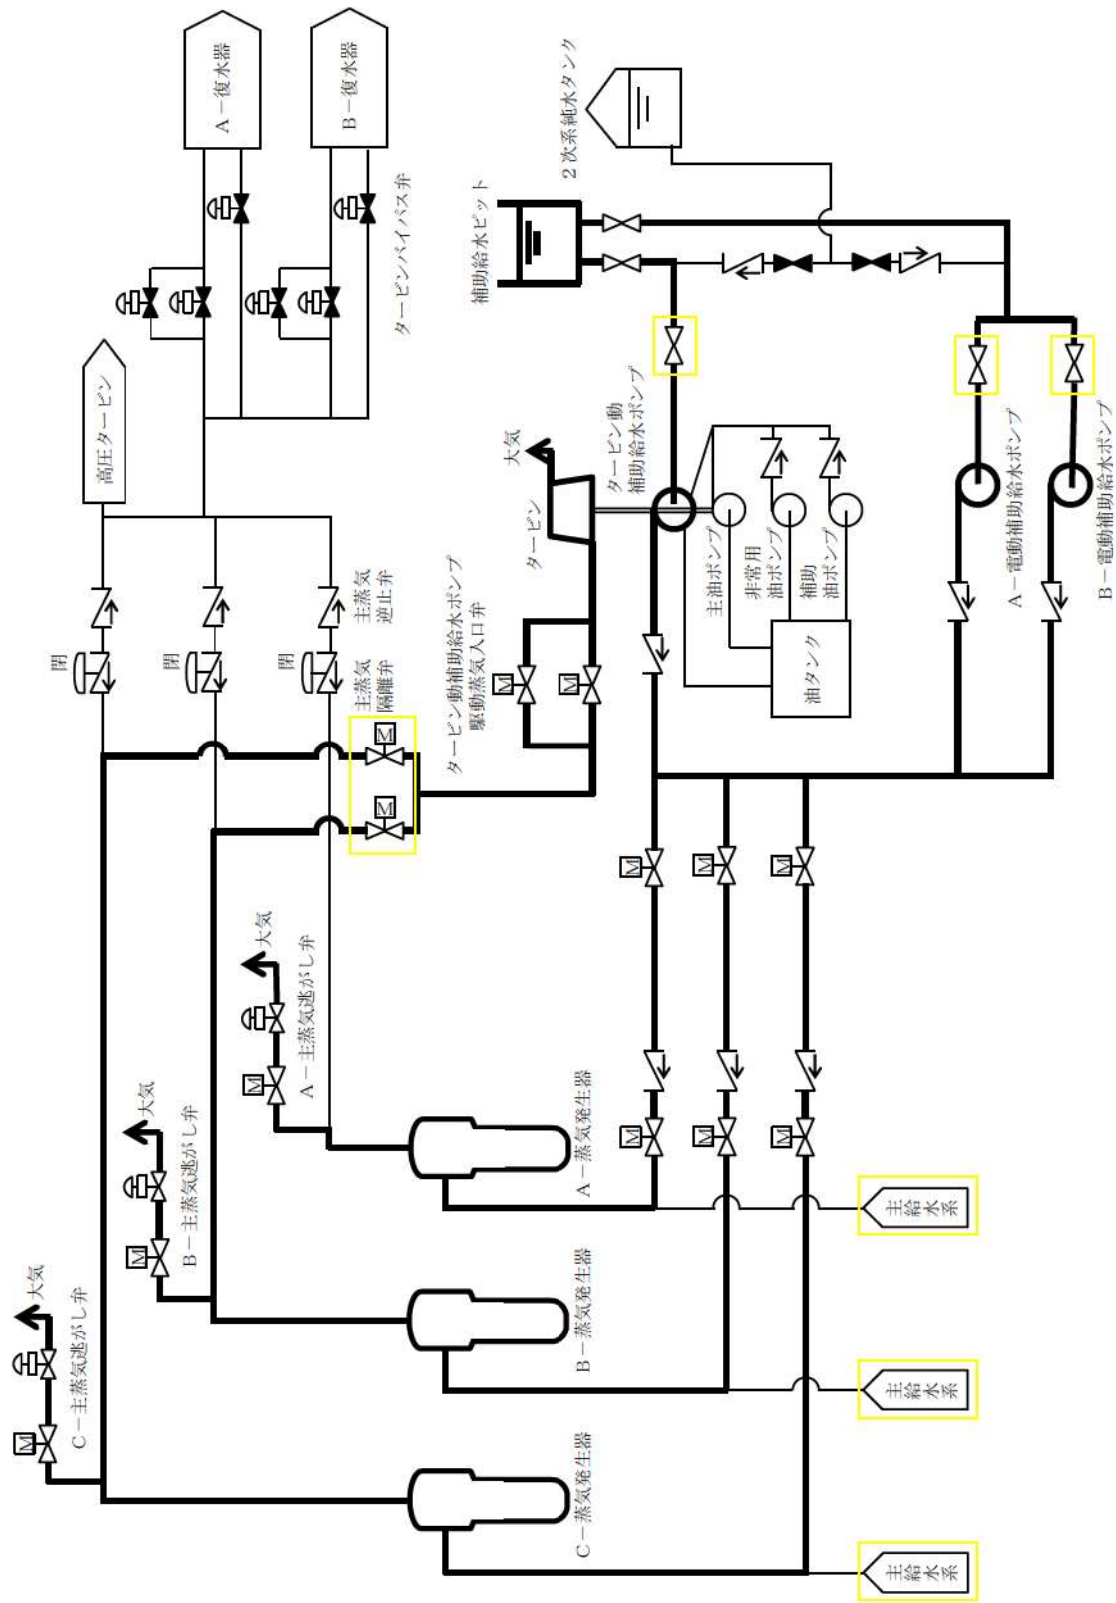 C－主蒸気逃がし弁
大気
M
B－主蒸気逃がし弁
大気
M
A－主蒸気逃がし弁
大気
M
C－蒸気発生器
B－蒸気発生器
A－蒸気発生器
主給水系
主給水系
主給水系
閉
閉
閉
主蒸気
隔離弁
主蒸気
逆止弁
高圧タービン
A－復水器
B－復水器
タービンバイパス弁
M
M
タービン動補助給水ポンプ
駆動蒸気入口弁
M
M
タービン
大気
タービン動
補助給水ポンプ
補助給水ピット
2次系純水タンク
主油ポンプ
非常用
油ポンプ
補助
油ポンプ
油タンク
M
M
M
M
M
M
A－電動補助給水ポンプ
B－電動補助給水ポンプ